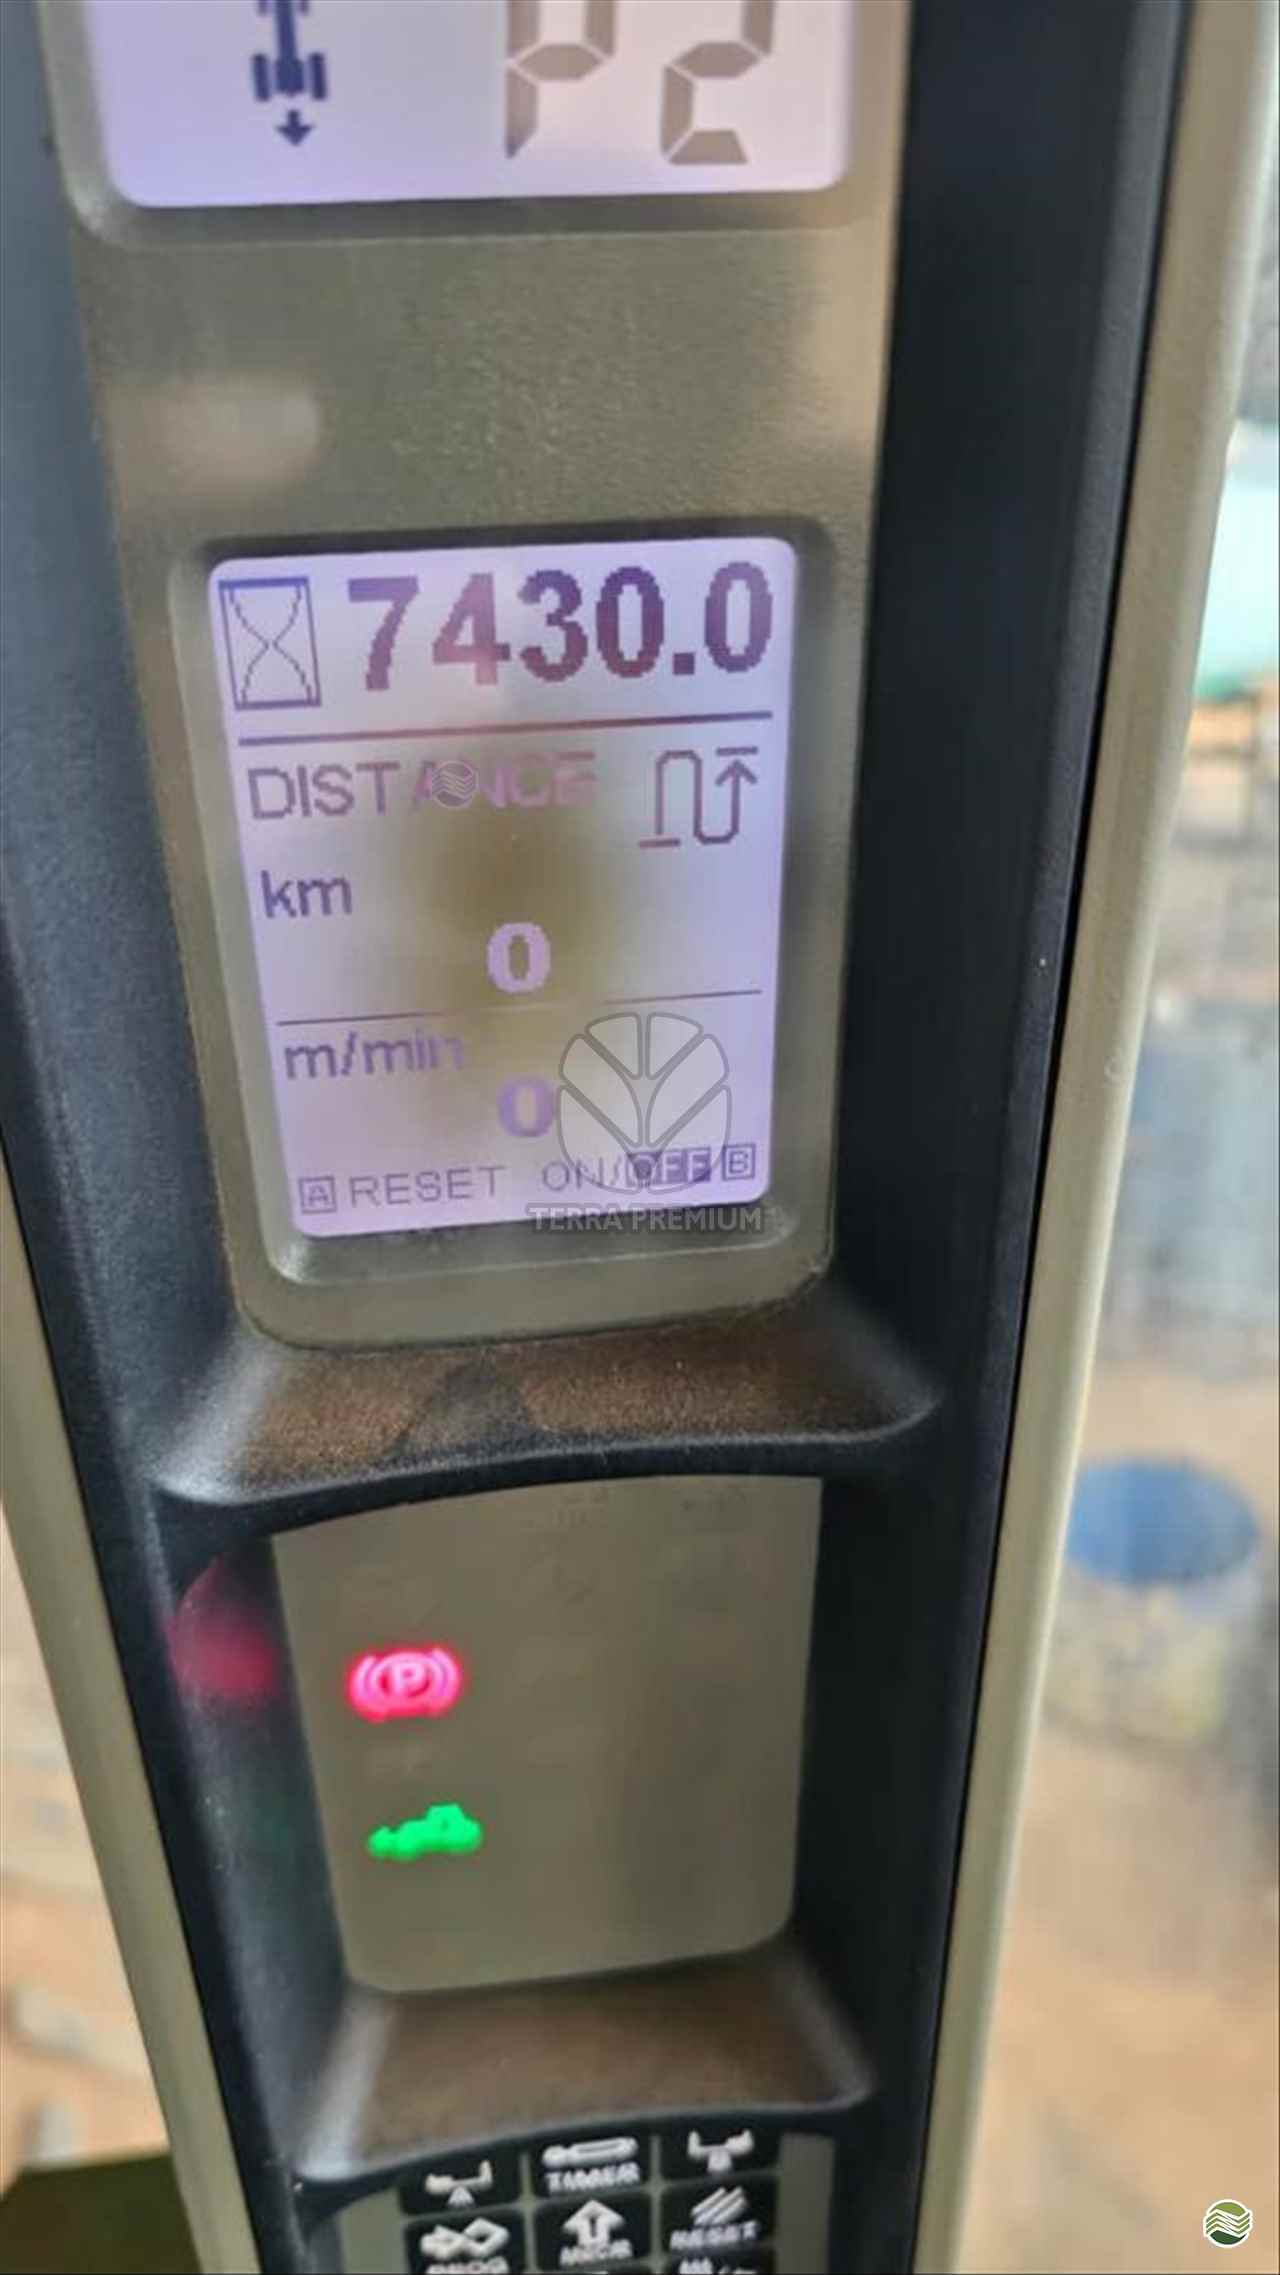 P2
7430.0
DISTANCE
km
0
m/min
0
A RESET ON/OFF B
TERRA PREMIUM
P
TIMER
RESET